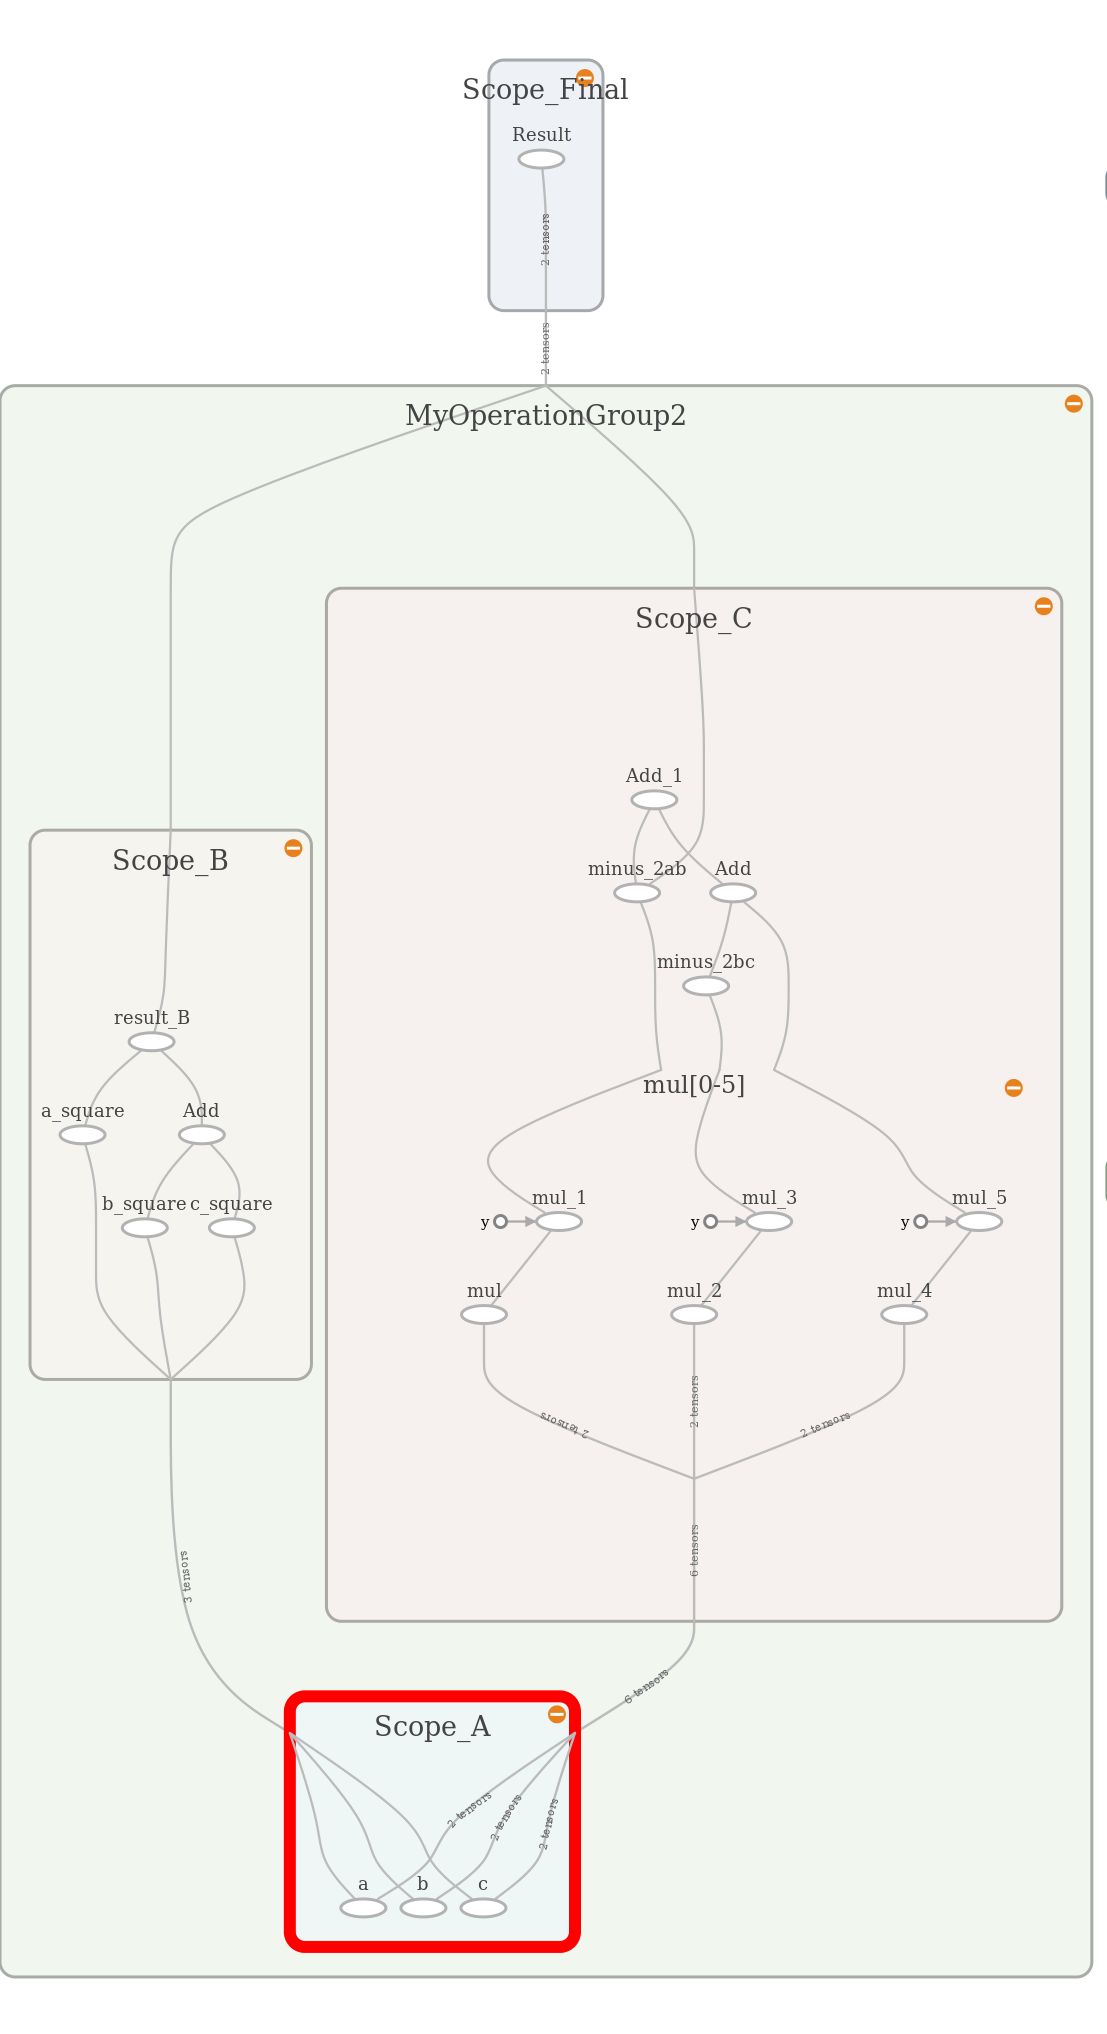 Scope_Final
Result
2 tensors
2 tensors
MyOperationGroup2
Scope_C
Add_1
minus_2ab
Add
Scope_B
minus_2bc
result_B
mul[0-5]
a_square
Add
b_square
c_square
mul_1
mul_3
mul_5
y
y
y
mul
mul_2
mul_4
2 tensors
2 tensors
2 tensors
6 tensors
3 tensors
6 tensors
Scope_A
2 tensors
2 tensors
2 tensors
a
b
c